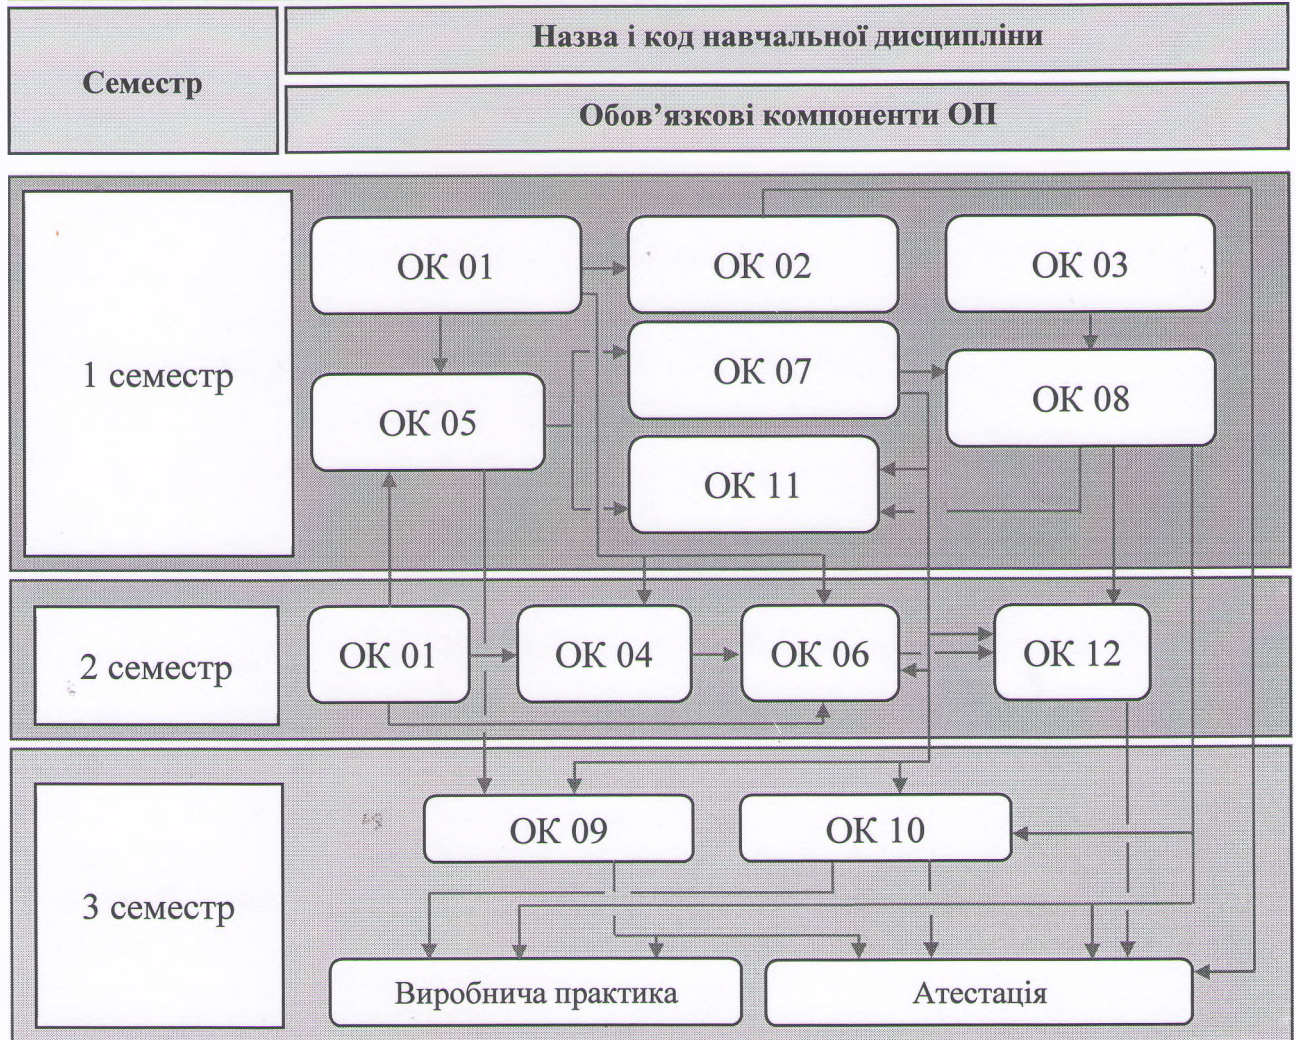 Семестр
Назва і код навчальної дисципліни
Обов’язкові компоненти ОП
1 семестр
ОК 01
ОК 02
ОК 03
ОК 07
ОК 08
ОК 05
ОК 11
2 семестр
ОК 01
ОК 04
ОК 06
ОК 12
3 семестр
ОК 09
ОК 10
Виробнича практика
Атестація